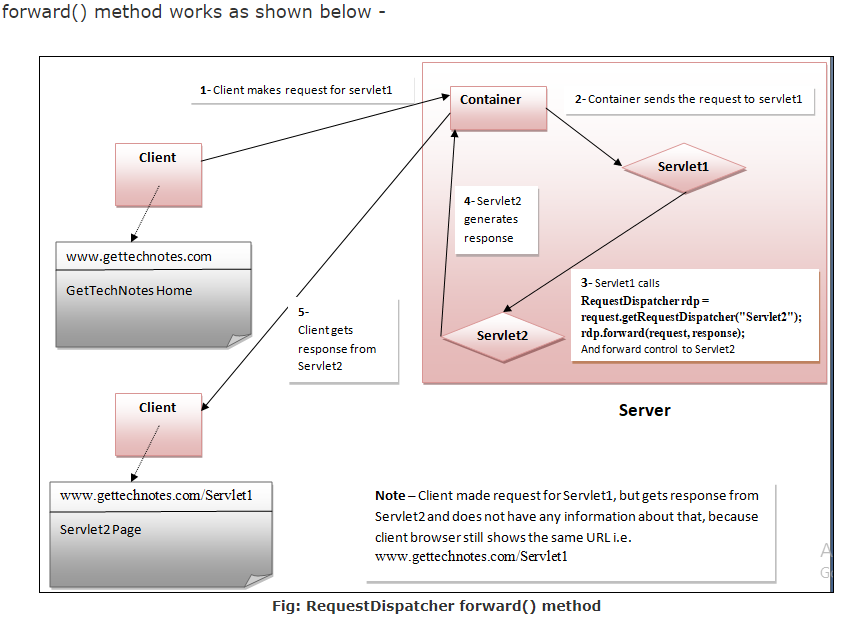 forward() method works as shown below -
1- Client makes request for servlet1
Container
2- Container sends the request to servlet1
Client
Servlet1
4- Servlet2
generates
response
www.gettechnotes.com
GetTechNotes Home
3- Servlet1 calls
RequestDispatcher rdp =
request.getRequestDispatcher("Servlet2");
rdp.forward(request, response);
And forward control to Servlet2
5-
Client gets
response from
Servlet2
Servlet2
Client
Server
www.gettechnotes.com/Servlet1
Servlet2 Page
Note – Client made request for Servlet1, but gets response from
Servlet2 and does not have any information about that, because
client browser still shows the same URL i.e.
www.gettechnotes.com/Servlet1
A
G
Fig: RequestDispatcher forward() method